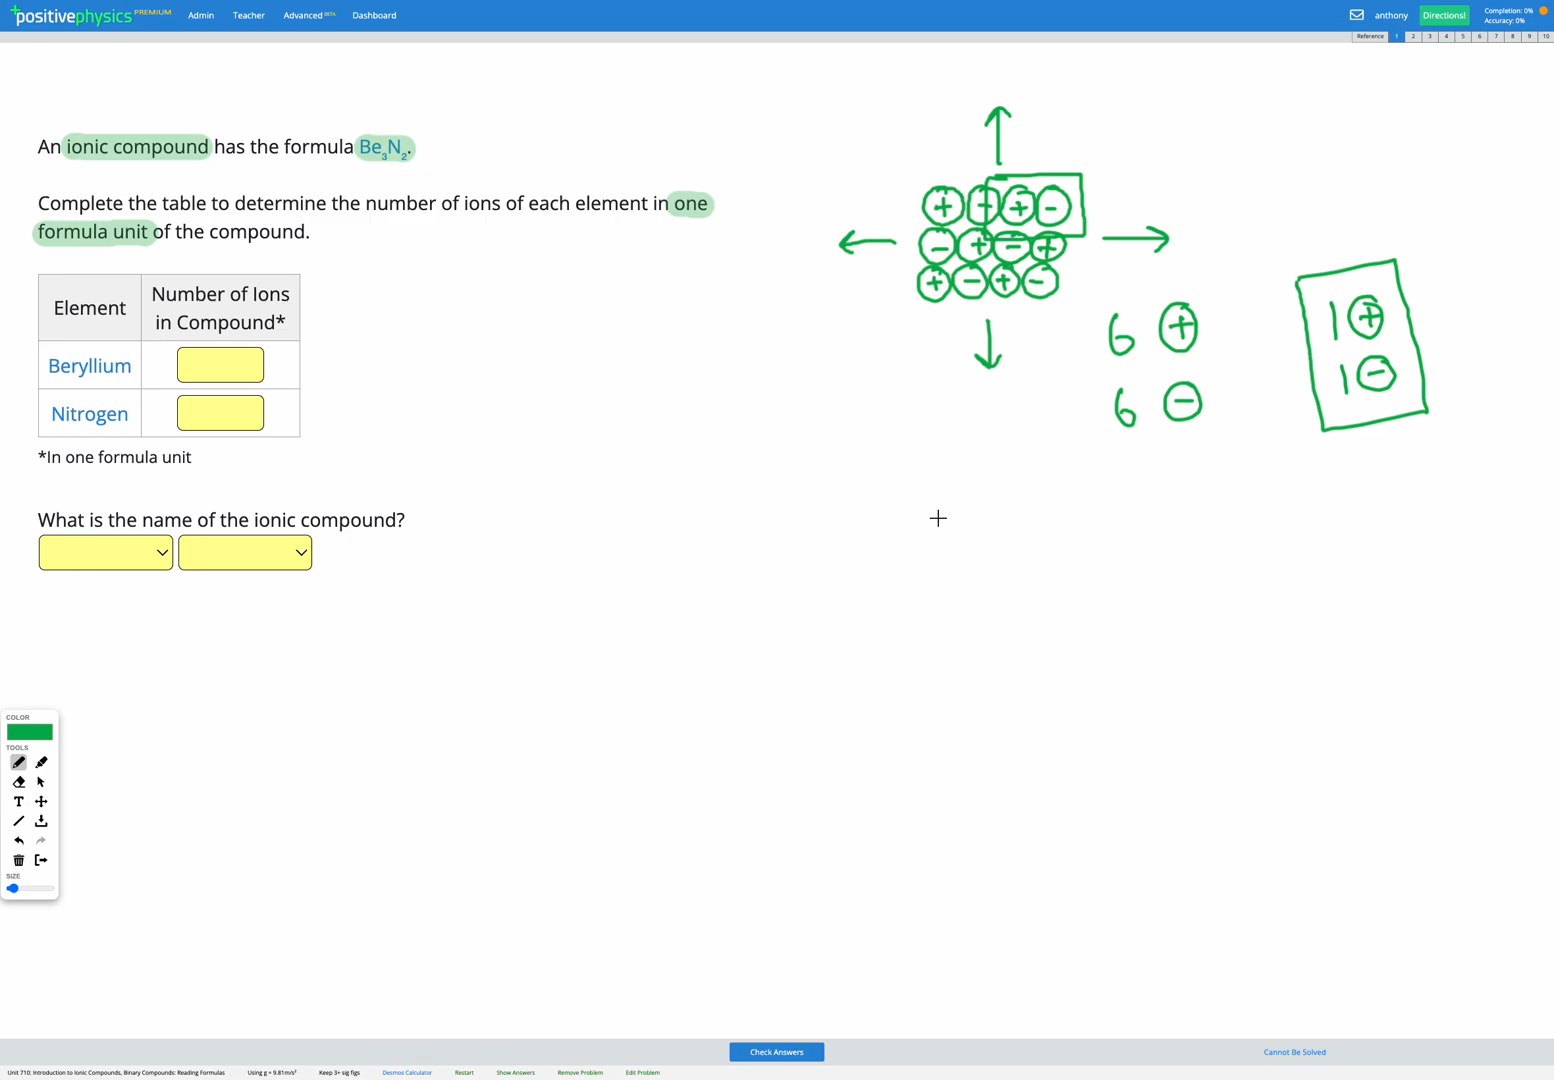 +positivephysics PREMIUM Admin Teacher Advanced BETA Dashboard anthony Directions! Completion: 0%
Accuracy: 0%
Reference 1 2 3 4 5 6 7 8 9 10
An ionic compound has the formula Be₃N₂.
Complete the table to determine the number of ions of each element in one
formula unit of the compound.
Element Number of Ions
in Compound*
Beryllium
Nitrogen
*In one formula unit
What is the name of the ionic compound?
+ + + -
- + - +
+ - + -
6 +
6 -
1 +
1 -
COLOR
TOOLS
T
SIZE
Check Answers Cannot Be Solved
Unit 710: Introduction to Ionic Compounds, Binary Compounds: Reading Formulas Using g = 9.81m/s² Keep 3+ sig figs Desmos Calculator Restart Show Answers Remove Problem Edit Problem